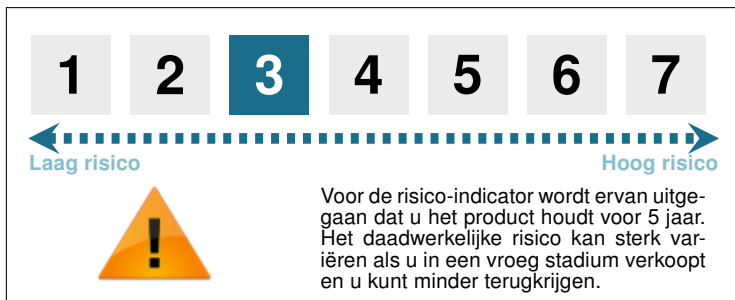 1 2 3 4 5 6 7
Laag risico Hoog risico
!
Voor de risico-indicator wordt ervan uitge-
gaan dat u het product houdt voor 5 jaar.
Het daadwerkelijke risico kan sterk var-
iëren als u in een vroeg stadium verkoopt
en u kunt minder terugkrijgen.